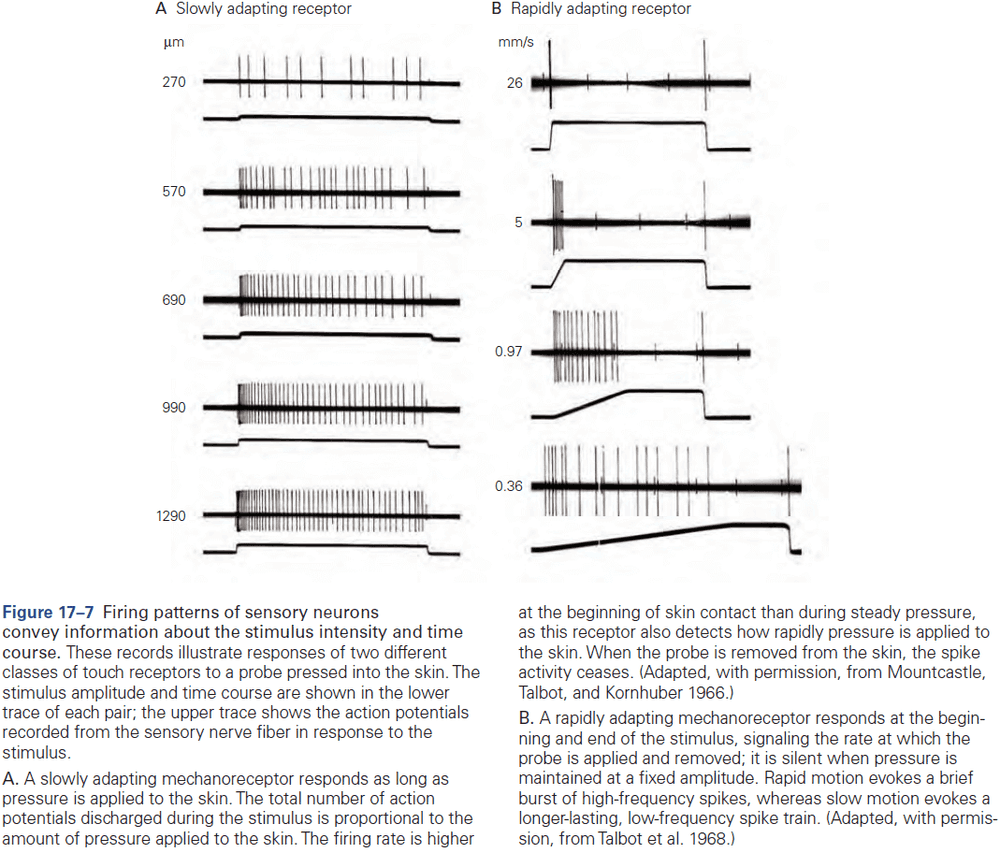 A Slowly adapting receptor
μm
270
570
690
990
1290
B Rapidly adapting receptor
mm/s
26
5
0.97
0.36
Figure 17–7 Firing patterns of sensory neurons
convey information about the stimulus intensity and time
course. These records illustrate responses of two different
classes of touch receptors to a probe pressed into the skin. The
stimulus amplitude and time course are shown in the lower
trace of each pair; the upper trace shows the action potentials
recorded from the sensory nerve fiber in response to the
stimulus.
A. A slowly adapting mechanoreceptor responds as long as
pressure is applied to the skin. The total number of action
potentials discharged during the stimulus is proportional to the
amount of pressure applied to the skin. The firing rate is higher
at the beginning of skin contact than during steady pressure,
as this receptor also detects how rapidly pressure is applied to
the skin. When the probe is removed from the skin, the spike
activity ceases. (Adapted, with permission, from Mountcastle,
Talbot, and Kornhuber 1966.)
B. A rapidly adapting mechanoreceptor responds at the begin-
ning and end of the stimulus, signaling the rate at which the
probe is applied and removed; it is silent when pressure is
maintained at a fixed amplitude. Rapid motion evokes a brief
burst of high-frequency spikes, whereas slow motion evokes a
longer-lasting, low-frequency spike train. (Adapted, with permis-
sion, from Talbot et al. 1968.)